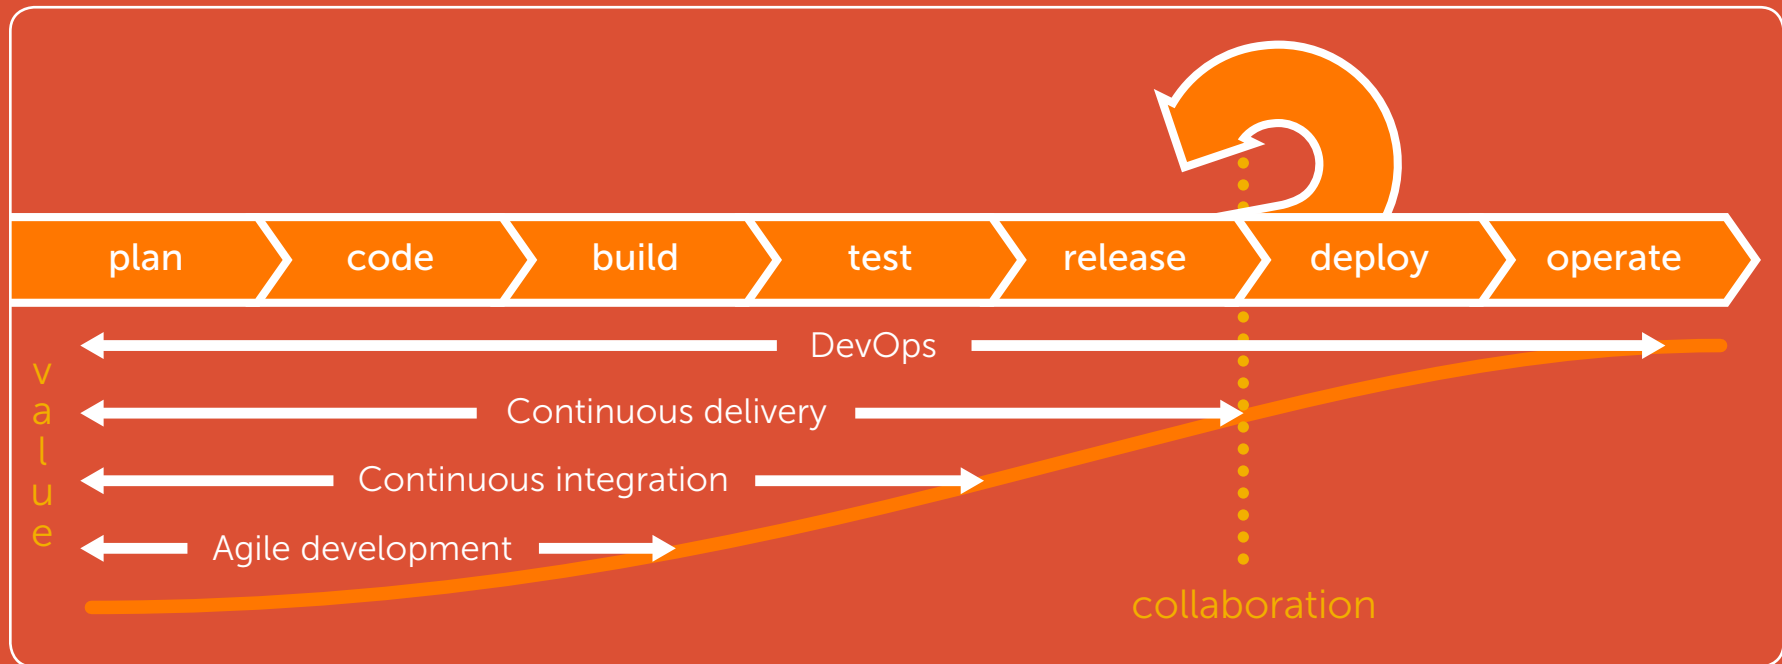 plan code build test release deploy operate
value
DevOps
Continuous delivery
Continuous integration
Agile development
collaboration